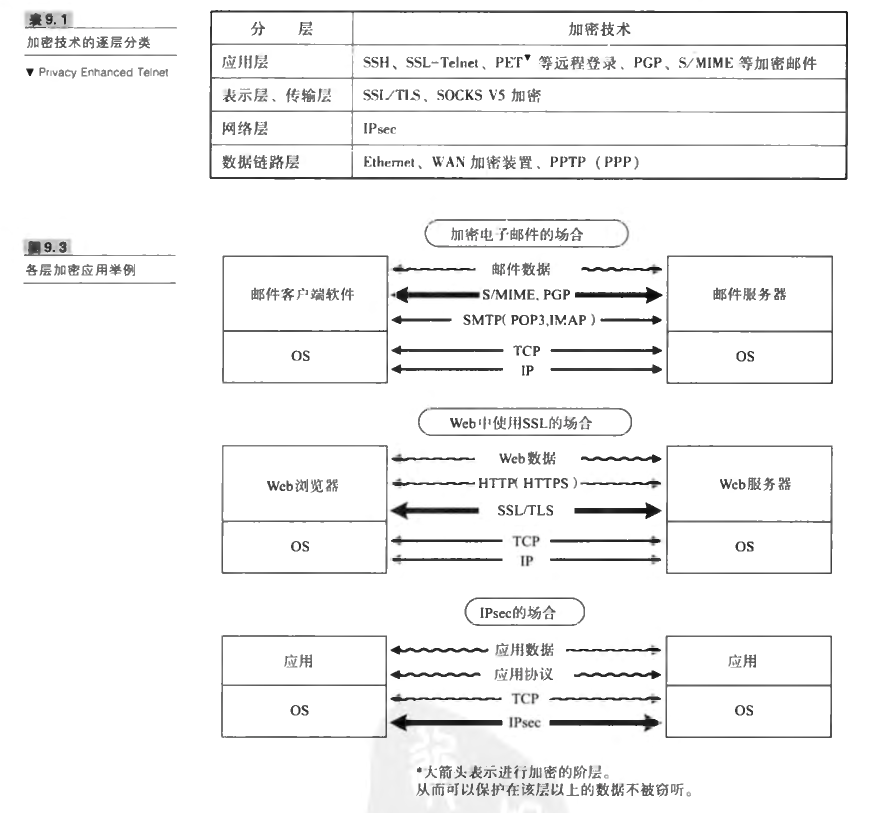 表9.1
加密技术的逐层分类
▼ Privacy Enhanced Telnet
分 层 加密技术
应用层 SSH、SSL-Telnet、PET▼ 等远程登录、PGP、S/MIME 等加密邮件
表示层、传输层 SSL/TLS、SOCKS V5 加密
网络层 IPsec
数据链路层 Ethernet、WAN 加密装置、PPTP（PPP）
图9.3
各层加密应用举例
加密电子邮件的场合
邮件数据
邮件客户端软件 S/MIME, PGP 邮件服务器
SMTP( POP3,IMAP )
OS TCP OS
IP
Web中使用SSL的场合
Web数据
Web浏览器 HTTP( HTTPS ) Web服务器
SSL/TLS
OS TCP OS
IP
IPsec的场合
应用数据
应用 应用协议 应用
TCP
OS IPsec OS
*大箭头表示进行加密的阶层。
从而可以保护在该层以上的数据不被窃听。